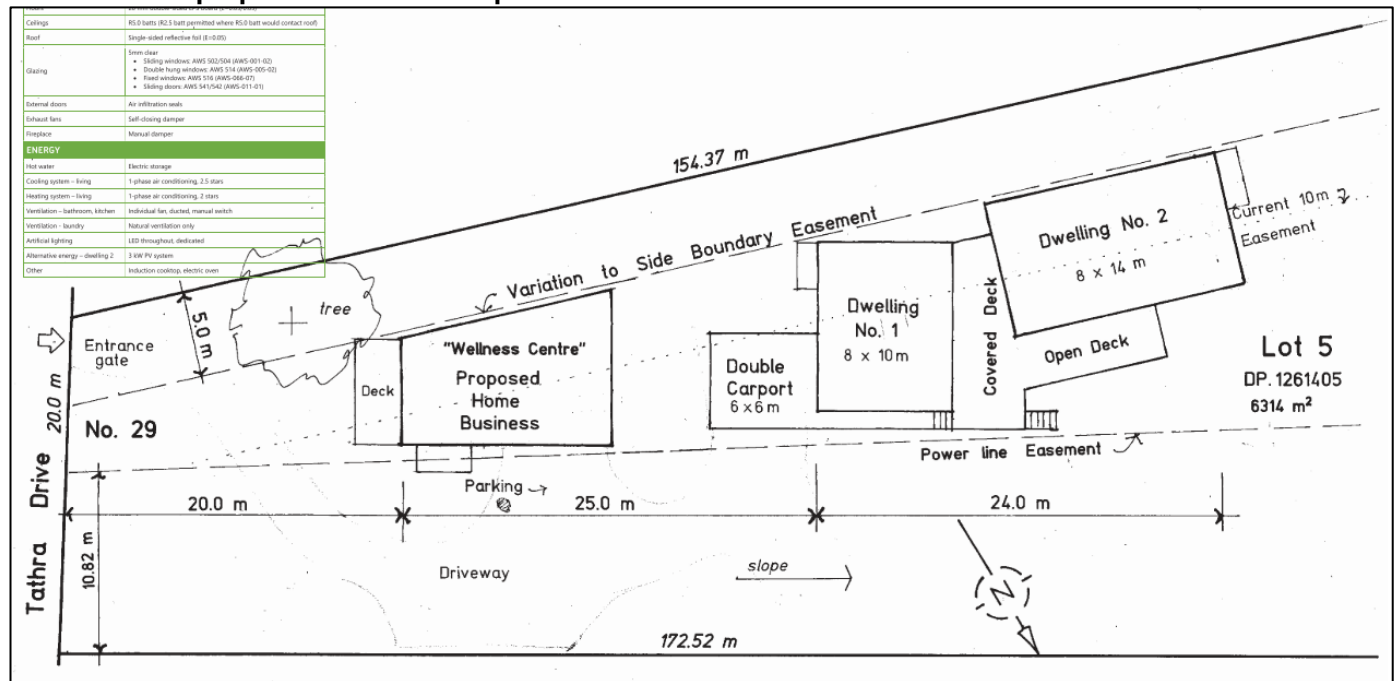 Ceilings R5.0 batts (R2.5 batt permitted where R5.0 batt would contact roof)
Roof Single-sided reflective foil (E=0.05)
Glazing
5mm clear
• Sliding windows: AWS 502/504 (AWS-001-02)
• Double hung windows: AWS 514 (AWS-005-02)
• Fixed windows: AWS 516 (AWS-066-07)
• Sliding doors: AWS 541/542 (AWS-011-01)
External doors Air infiltration seals
Exhaust fans Self-closing damper
Fireplace Manual damper
ENERGY
Hot water Electric storage
Cooling system – living 1-phase air conditioning, 2.5 stars
Heating system – living 1-phase air conditioning, 2 stars
Ventilation – bathroom, kitchen Individual fan, ducted, manual switch
Ventilation - laundry Natural ventilation only
Artificial lighting LED throughout, dedicated
Alternative energy – dwelling 2 3 kW PV system
Other Induction cooktop, electric oven
154.37 m
Variation to Side Boundary Easement
Current 10m
Easement
Dwelling No. 2
8 x 14 m
tree
5.0 m
Entrance
gate
20.0 m
No. 29
Deck
"Wellness Centre"
Proposed
Home
Business
Double
Carport
6 x 6 m
Dwelling
No. 1
8 x 10 m
Covered Deck
Open Deck
Lot 5
DP. 1261405
6314 m²
Power line Easement
Parking
20.0 m
25.0 m
24.0 m
Tathra Drive
10.82 m
Driveway
slope
N
172.52 m